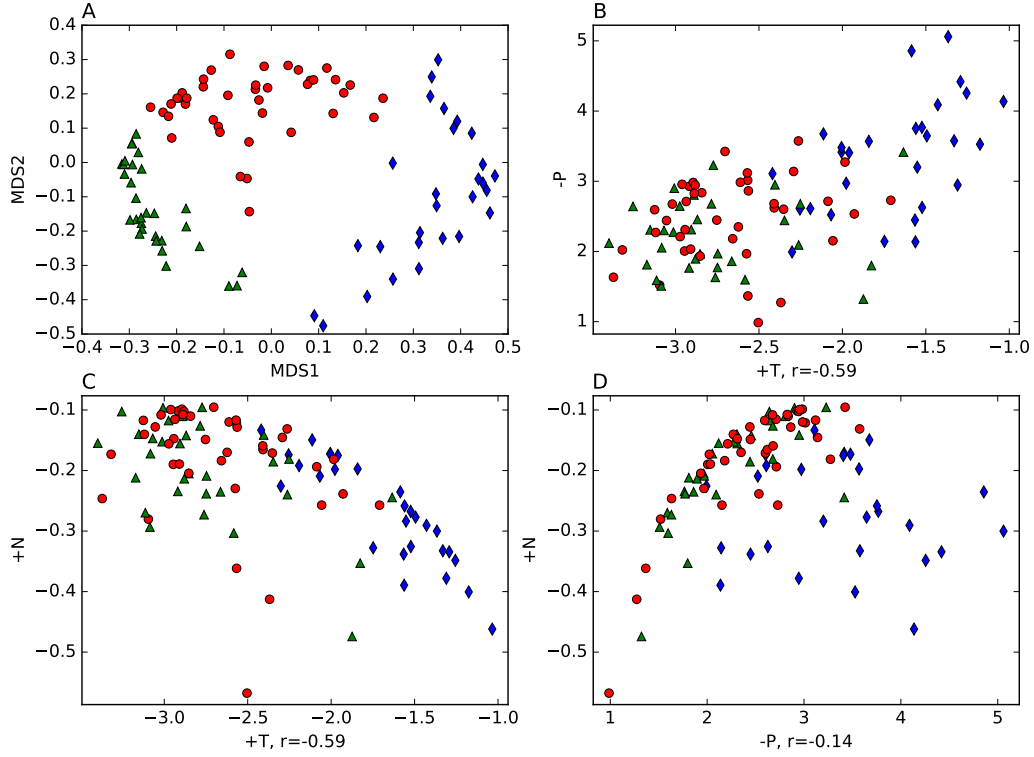 A
0.4
0.3
0.2
0.1
0.0
−0.1
−0.2
−0.3
−0.4
−0.5
MDS2
−0.4 −0.3 −0.2 −0.1 0.0 0.1 0.2 0.3 0.4 0.5
MDS1
B
5
4
3
2
1
-P
−3.0 −2.5 −2.0 −1.5 −1.0
+T, r=-0.59
C
−0.1
−0.2
−0.3
−0.4
−0.5
+N
−3.0 −2.5 −2.0 −1.5 −1.0
+T, r=-0.59
D
−0.1
−0.2
−0.3
−0.4
−0.5
+N
1 2 3 4 5
-P, r=-0.14